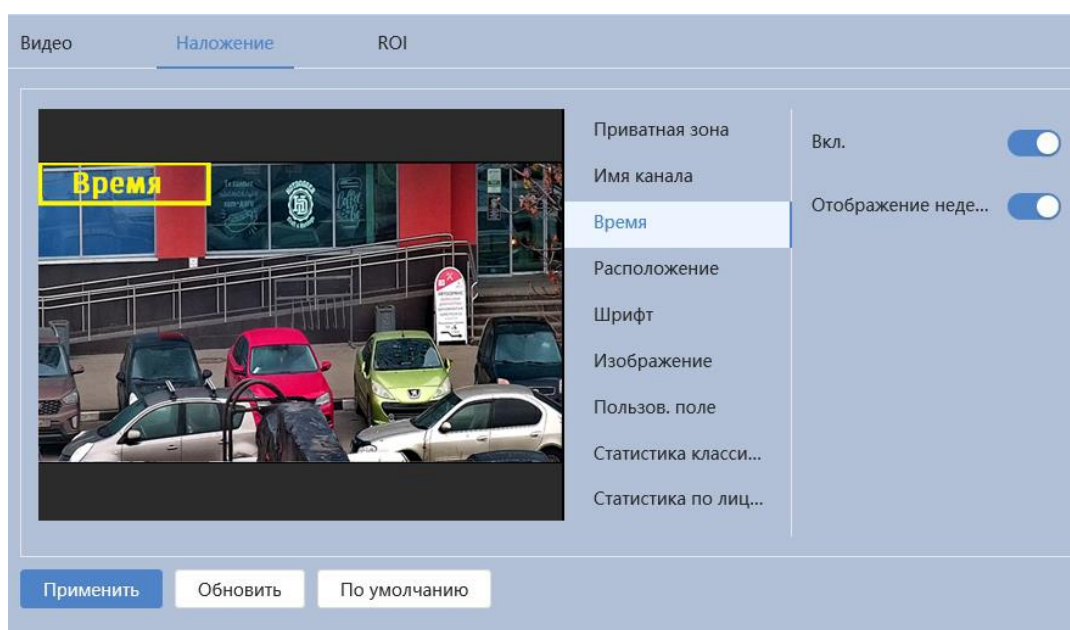 Видео
Наложение
ROI
Время
Приватная зона
Имя канала
Время
Расположение
Шрифт
Изображение
Пользов. поле
Статистика класси...
Статистика по лиц...
Вкл.
Отображение неде...
Применить
Обновить
По умолчанию